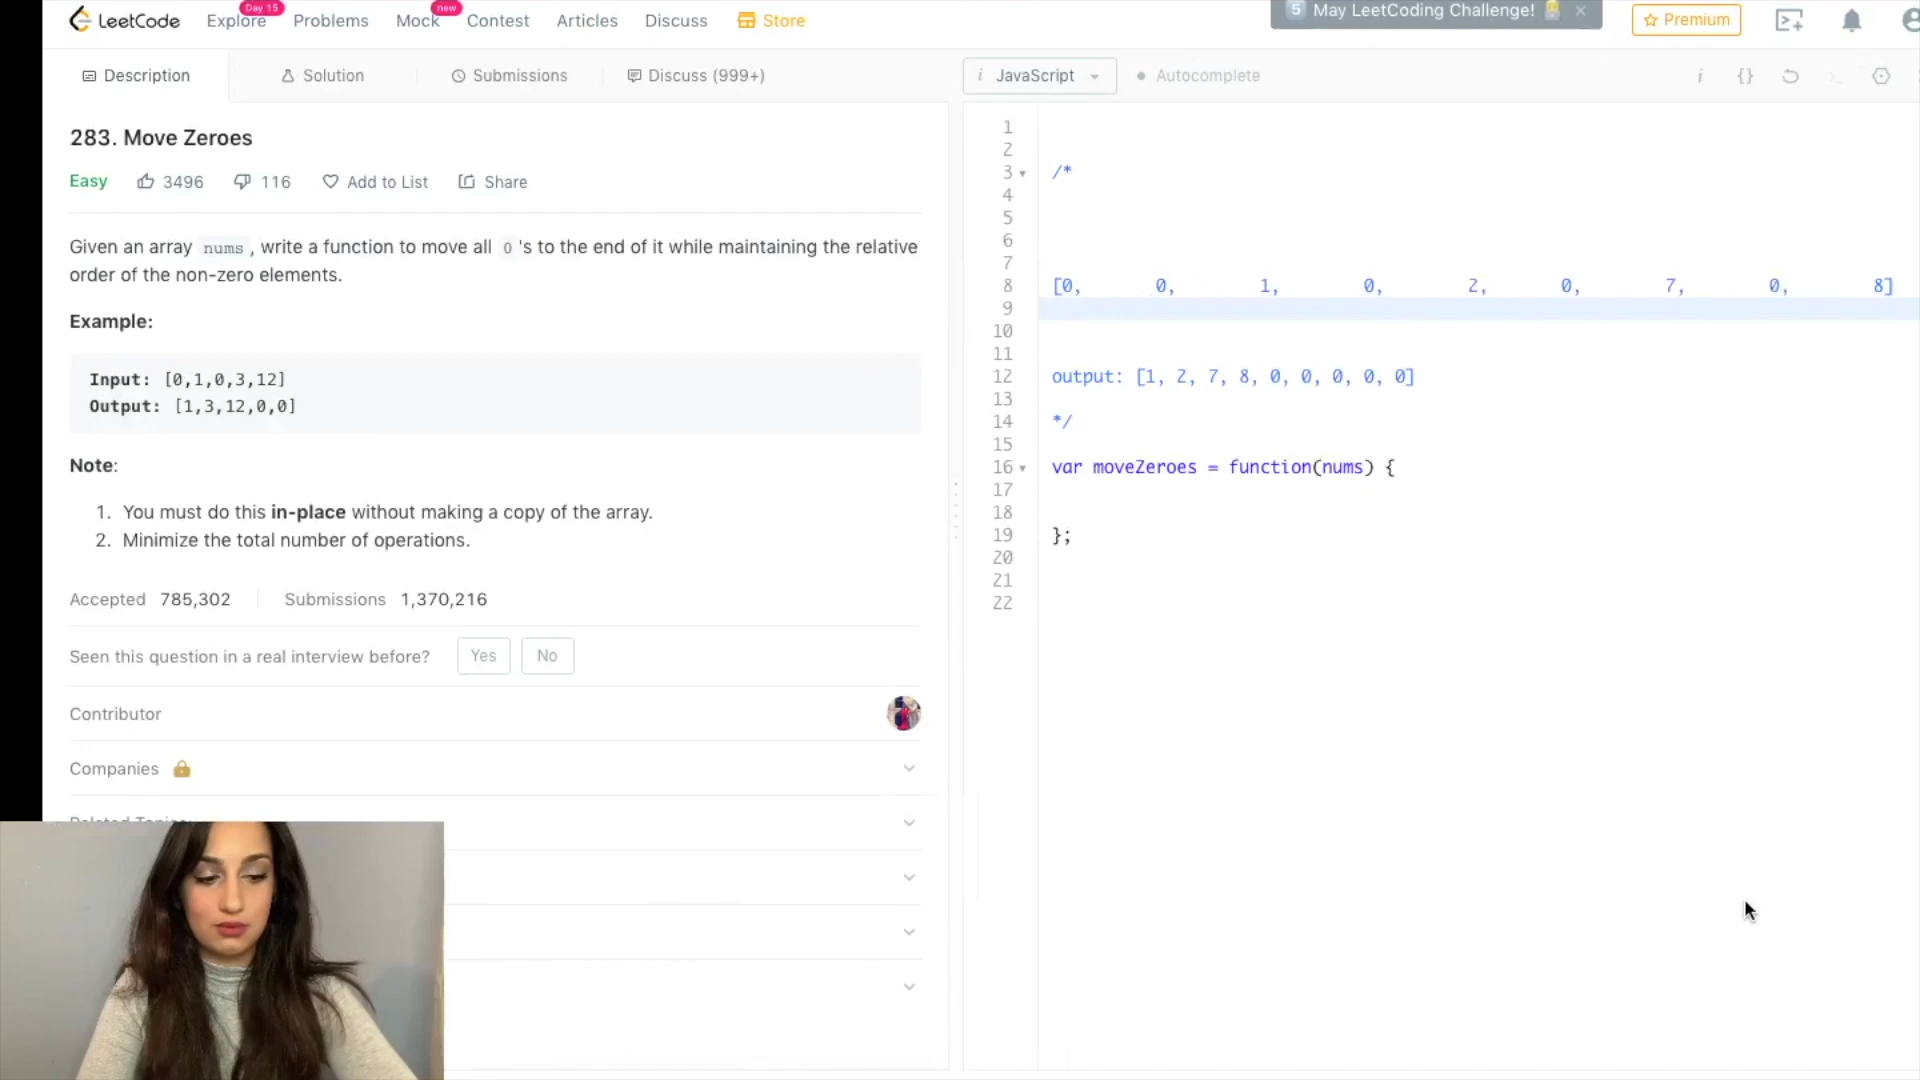 LeetCode Explore Day 15 Problems Mock new Contest Articles Discuss Store 5 May LeetCoding Challenge! × Premium
Description Solution Submissions Discuss (999+) i JavaScript Autocomplete i {}
283. Move Zeroes
Easy 3496 116 Add to List Share
Given an array nums, write a function to move all 0's to the end of it while maintaining the relative
order of the non-zero elements.
Example:
Input: [0,1,0,3,12]
Output: [1,3,12,0,0]
Note:
1. You must do this in-place without making a copy of the array.
2. Minimize the total number of operations.
Accepted 785,302 Submissions 1,370,216
Seen this question in a real interview before? Yes No
Contributor
Companies
Related Topics
1
2
3 /*
4
5
6
7
8 [0, 0, 1, 0, 2, 0, 7, 0, 8]
9
10
11
12 output: [1, 2, 7, 8, 0, 0, 0, 0, 0]
13
14 */
15
16 var moveZeroes = function(nums) {
17
18
19 };
20
21
22